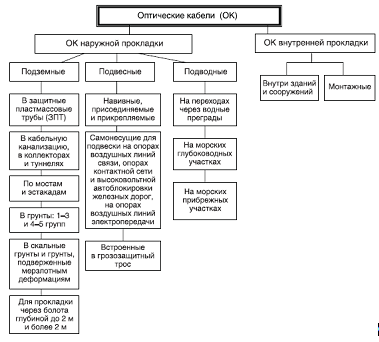 Оптические кабели (ОК)
ОК наружной прокладки
ОК внутренней прокладки
Подземные
Подвесные
Подводные
Внутри зданий
и сооружений
Монтажные
В защитные
пластмассовые
трубы (ЗПТ)
В кабельную
канализацию,
в коллекторах
и туннелях
По мостам
и эстакадам
В грунты: 1–3
и 4–5 групп
В скальные
грунты и грунты,
подверженные
мерзлотным
деформациям
Для прокладки
через болота
глубиной до 2 м
и более 2 м
Навивные,
присоединяемые
и прикрепляемые
Самонесущие для
подвески на опорах
воздушных линий
связи, опорах
контактной сети
и высоковольтной
автоблокировки
железных дорог,
на опорах
воздушных линий
электропередачи
Встроенные
в грозозащитный
трос
На переходах
через водные
преграды
На морских
глубоководных
участках
На морских
прибрежных
участках